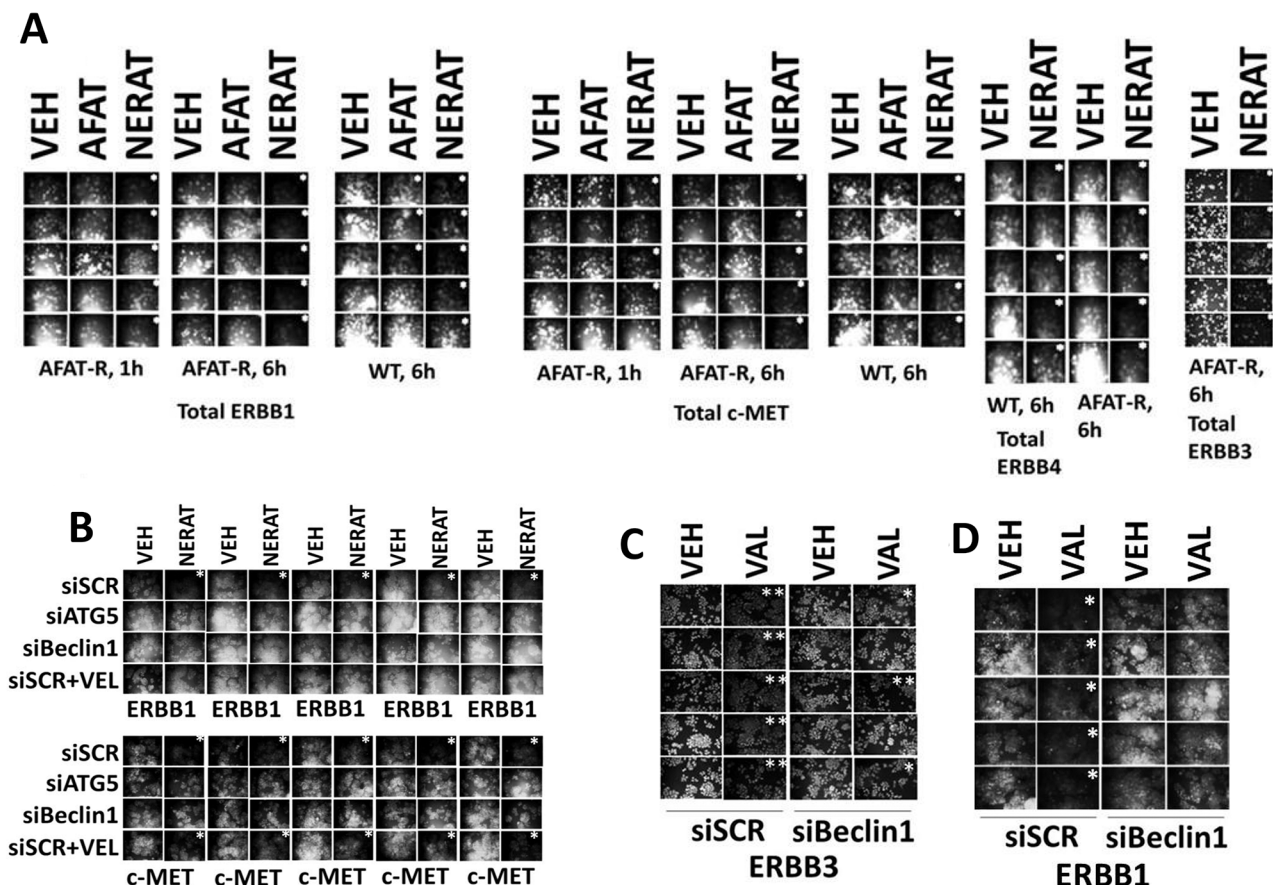 A
VEH AFAT NERAT VEH AFAT NERAT VEH AFAT NERAT VEH AFAT NERAT VEH AFAT NERAT VEH AFAT NERAT VEH NERAT VEH NERAT VEH NERAT
AFAT-R, 1h AFAT-R, 6h WT, 6h AFAT-R, 1h AFAT-R, 6h WT, 6h
Total ERBB1 Total c-MET
WT, 6h
Total
ERBB4
AFAT-R,
6h
AFAT-R,
6h
Total
ERBB3
B
VEH NERAT VEH NERAT VEH NERAT VEH NERAT VEH NERAT
siSCR
siATG5
siBeclin1
siSCR+VEL
ERBB1 ERBB1 ERBB1 ERBB1 ERBB1
siSCR
siATG5
siBeclin1
siSCR+VEL
c-MET c-MET c-MET c-MET c-MET
C
VEH VAL VEH VAL
siSCR siBeclin1
ERBB3
D
VEH VAL VEH VAL
siSCR siBeclin1
ERBB1